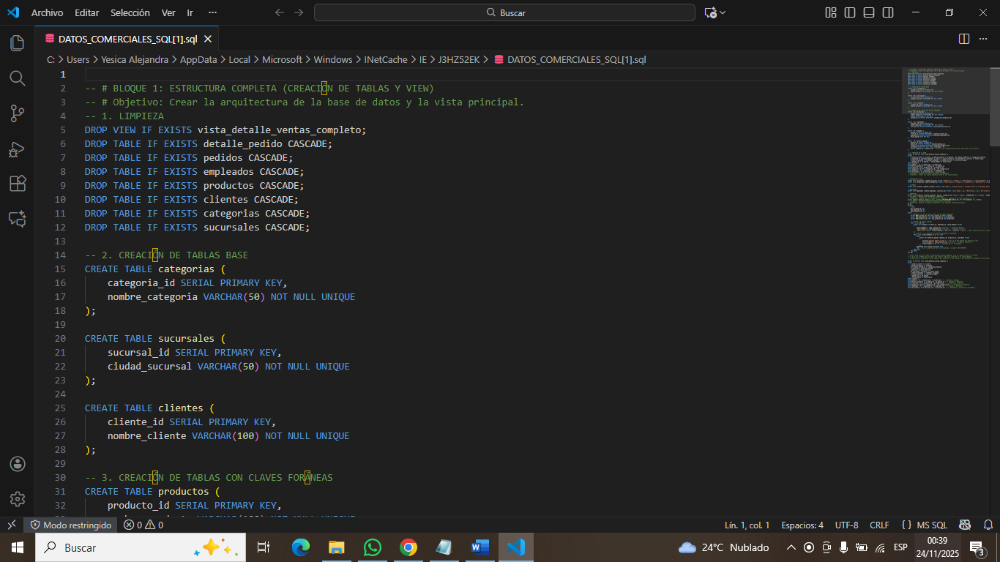 Archivo Editar Selección Ver Ir ··· Buscar
DATOS_COMERCIALES_SQL[1].sql
C: > Users > Yesica Alejandra > AppData > Local > Microsoft > Windows > INetCache > IE > J3HZ52EK > DATOS_COMERCIALES_SQL[1].sql
1
2 -- # BLOQUE 1: ESTRUCTURA COMPLETA (CREACIÓN DE TABLAS Y VIEW)
3 -- # Objetivo: Crear la arquitectura de la base de datos y la vista principal.
4 -- 1. LIMPIEZA
5 DROP VIEW IF EXISTS vista_detalle_ventas_completo;
6 DROP TABLE IF EXISTS detalle_pedido CASCADE;
7 DROP TABLE IF EXISTS pedidos CASCADE;
8 DROP TABLE IF EXISTS empleados CASCADE;
9 DROP TABLE IF EXISTS productos CASCADE;
10 DROP TABLE IF EXISTS clientes CASCADE;
11 DROP TABLE IF EXISTS categorias CASCADE;
12 DROP TABLE IF EXISTS sucursales CASCADE;
13
14 -- 2. CREACIÓN DE TABLAS BASE
15 CREATE TABLE categorias (
16 categoria_id SERIAL PRIMARY KEY,
17 nombre_categoria VARCHAR(50) NOT NULL UNIQUE
18 );
19
20 CREATE TABLE sucursales (
21 sucursal_id SERIAL PRIMARY KEY,
22 ciudad_sucursal VARCHAR(50) NOT NULL UNIQUE
23 );
24
25 CREATE TABLE clientes (
26 cliente_id SERIAL PRIMARY KEY,
27 nombre_cliente VARCHAR(100) NOT NULL UNIQUE
28 );
29
30 -- 3. CREACIÓN DE TABLAS CON CLAVES FORÁNEAS
31 CREATE TABLE productos (
32 producto_id SERIAL PRIMARY KEY,
Modo restringido 0 0 Lín. 1, col. 1 Espacios: 4 UTF-8 CRLF { } MS SQL
Buscar 24°C Nublado ESP 00:39
24/11/2025 3